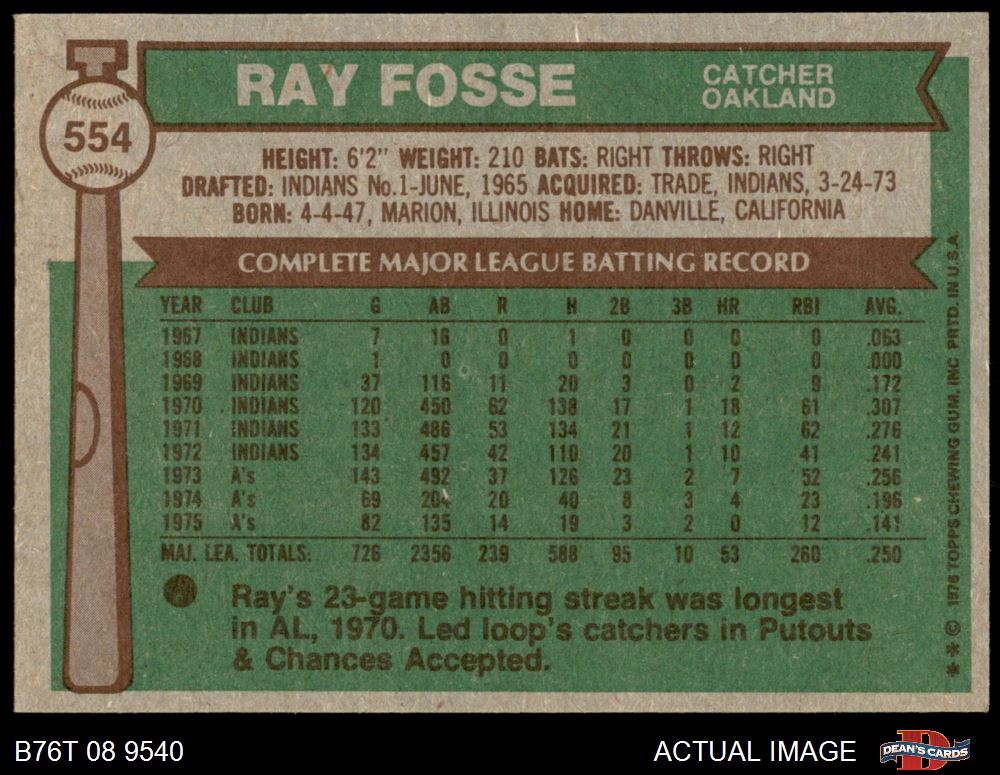 RAY FOSSE
CATCHER
OAKLAND
554
HEIGHT: 6'2" WEIGHT: 210 BATS: RIGHT THROWS: RIGHT
DRAFTED: INDIANS No.1-JUNE, 1965 ACQUIRED: TRADE, INDIANS, 3-24-73
BORN: 4-4-47, MARION, ILLINOIS HOME: DANVILLE, CALIFORNIA
COMPLETE MAJOR LEAGUE BATTING RECORD
YEAR CLUB G AB R H 2B 3B HR RBI AVG.
1967 INDIANS 7 16 0 1 0 0 0 0 .063
1968 INDIANS 1 0 0 0 0 0 0 0 .000
1969 INDIANS 37 116 11 20 3 0 2 9 .172
1970 INDIANS 120 450 62 138 17 1 18 61 .307
1971 INDIANS 133 486 53 134 21 1 12 62 .276
1972 INDIANS 134 457 42 110 20 1 10 41 .241
1973 A's 143 492 37 126 23 2 7 52 .256
1974 A's 69 204 20 40 8 3 4 23 .196
1975 A's 82 135 14 19 3 2 0 12 .141
MAJ. LEA. TOTALS: 726 2356 239 588 95 10 53 260 .250
Ray's 23-game hitting streak was longest
in AL, 1970. Led loop's catchers in Putouts
& Chances Accepted.
** © 1976 TOPPS CHEWING GUM, INC PRTD. IN U.S.A.
B76T 08 9540
ACTUAL IMAGE
D
DEAN'S CARDS